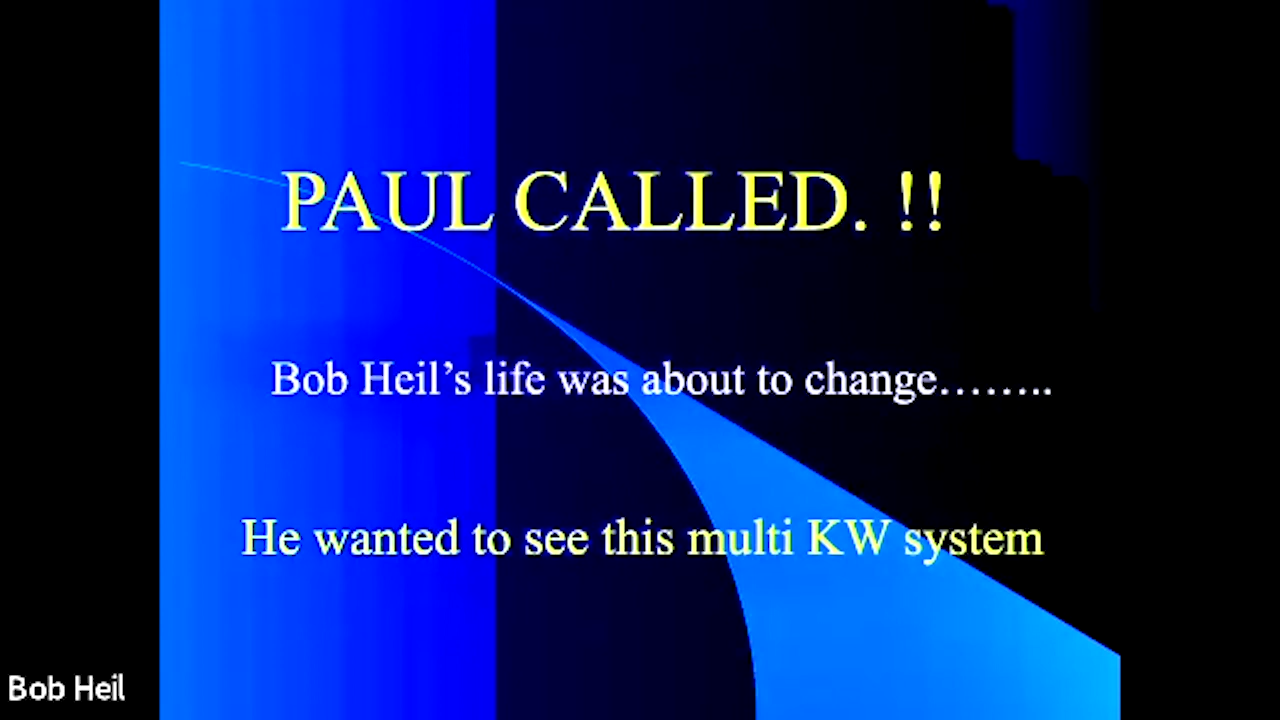 PAUL CALLED. !!
Bob Heil’s life was about to change........
He wanted to see this multi KW system
Bob Heil